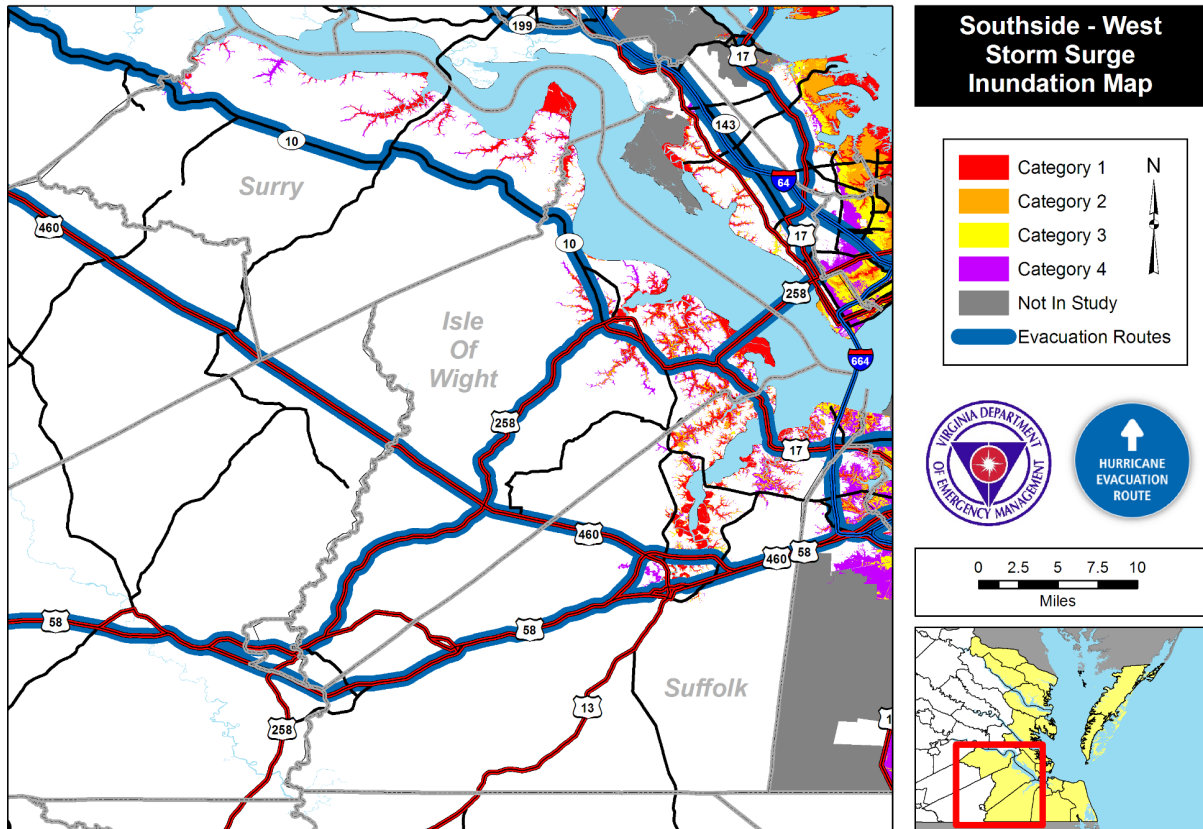 Southside - West
Storm Surge
Inundation Map
Category 1
Category 2
Category 3
Category 4
Not In Study
Evacuation Routes
N
VIRGINIA DEPARTMENT
OF EMERGENCY MANAGEMENT
HURRICANE
EVACUATION
ROUTE
0 2.5 5 7.5 10
Miles
199
17
143
10
64
Surry
460
17
10
258
Isle
Of
Wight
664
258
17
460
58
460
58
58
Suffolk
13
258